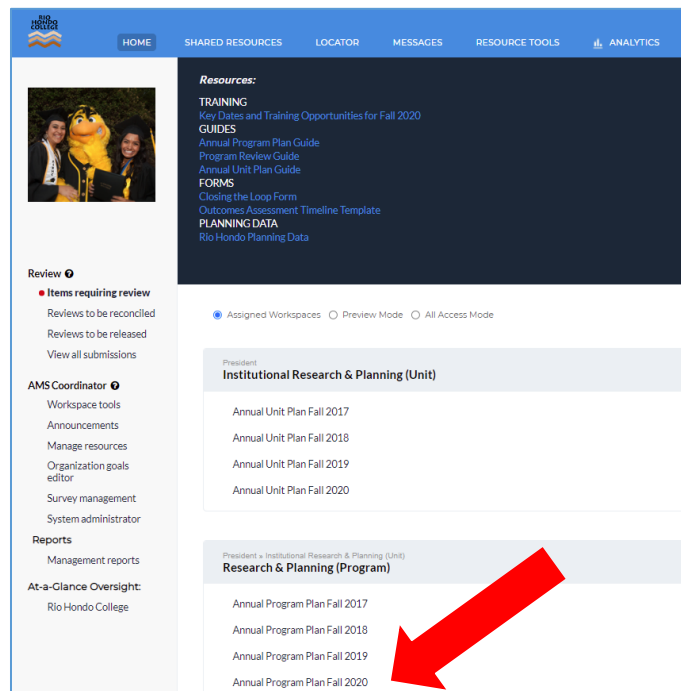 RIO
HONDO
COLLEGE
HOME
SHARED RESOURCES
LOCATOR
MESSAGES
RESOURCE TOOLS
ANALYTICS
Resources:
TRAINING
Key Dates and Training Opportunities for Fall 2020
GUIDES
Annual Program Plan Guide
Program Review Guide
Annual Unit Plan Guide
FORMS
Closing the Loop Form
Outcomes Assessment Timeline Template
PLANNING DATA
Rio Hondo Planning Data
Review
Items requiring review
Reviews to be reconciled
Reviews to be released
View all submissions
AMS Coordinator
Workspace tools
Announcements
Manage resources
Organization goals
editor
Survey management
System administrator
Reports
Management reports
At-a-Glance Oversight:
Rio Hondo College
Assigned Workspaces Preview Mode All Access Mode
President
Institutional Research & Planning (Unit)
Annual Unit Plan Fall 2017
Annual Unit Plan Fall 2018
Annual Unit Plan Fall 2019
Annual Unit Plan Fall 2020
President » Institutional Research & Planning (Unit)
Research & Planning (Program)
Annual Program Plan Fall 2017
Annual Program Plan Fall 2018
Annual Program Plan Fall 2019
Annual Program Plan Fall 2020